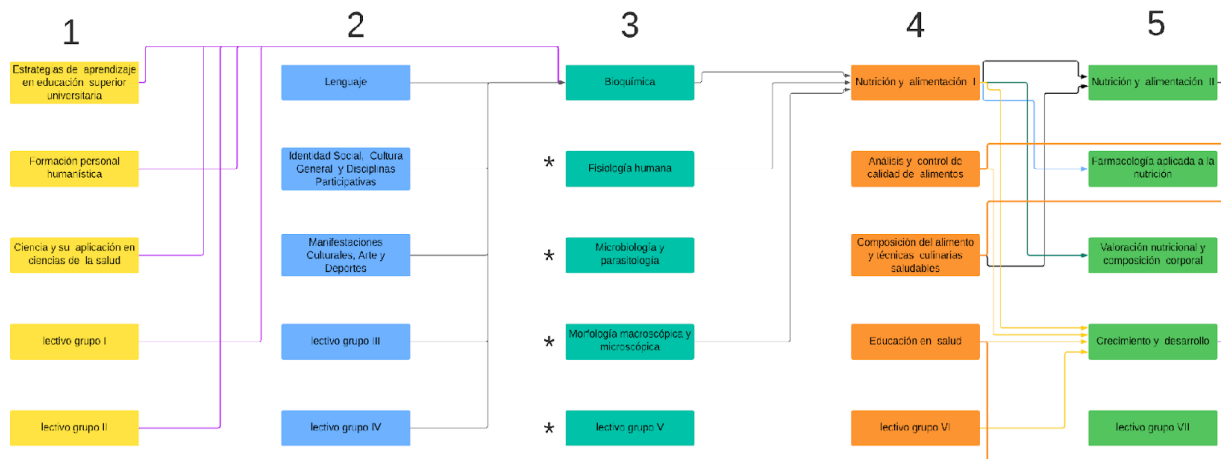 1
2
3
4
5
Estrategias de aprendizaje
en educación superior
universitaria
Lenguaje
Bioquímica
Nutrición y alimentación I
Nutrición y alimentación II
Formación personal
humanística
Identidad Social, Cultura
General y Disciplinas
Participativas
*
Fisiología humana
Análisis y control de
calidad de alimentos
Farmacología aplicada a la
nutrición
Ciencia y su aplicación en
ciencias de la salud
Manifestaciones
Culturales, Arte y
Deportes
*
Microbiología y
parasitología
Composición del alimento
y técnicas culinarias
saludables
Valoración nutricional y
composición corporal
lectivo grupo I
lectivo grupo III
*
Morfología macroscópica y
microscópica
Educación en salud
Crecimiento y desarrollo
lectivo grupo II
lectivo grupo IV
*
lectivo grupo V
lectivo grupo VI
lectivo grupo VII